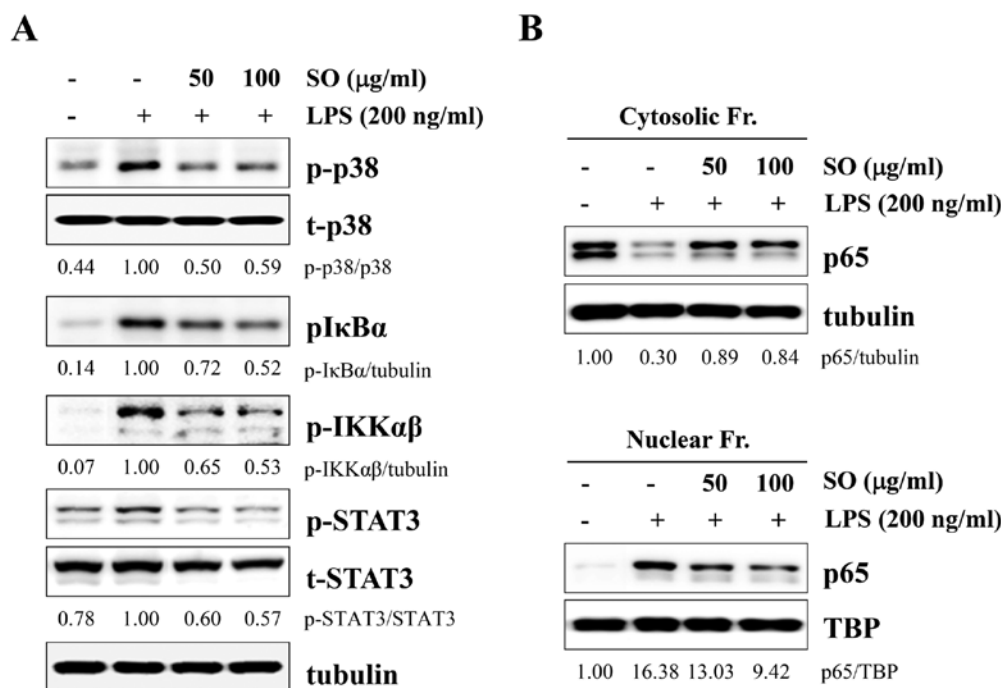 A
- - 50 100 SO (μg/ml)
- + + + LPS (200 ng/ml)
p-p38
t-p38
0.44 1.00 0.50 0.59 p-p38/p38
pIκBα
0.14 1.00 0.72 0.52 p-IκBα/tubulin
p-IKKαβ
0.07 1.00 0.65 0.53 p-IKKαβ/tubulin
p-STAT3
t-STAT3
0.78 1.00 0.60 0.57 p-STAT3/STAT3
tubulin
B
Cytosolic Fr.
- - 50 100 SO (μg/ml)
- + + + LPS (200 ng/ml)
p65
tubulin
1.00 0.30 0.89 0.84 p65/tubulin
Nuclear Fr.
- - 50 100 SO (μg/ml)
- + + + LPS (200 ng/ml)
p65
TBP
1.00 16.38 13.03 9.42 p65/TBP